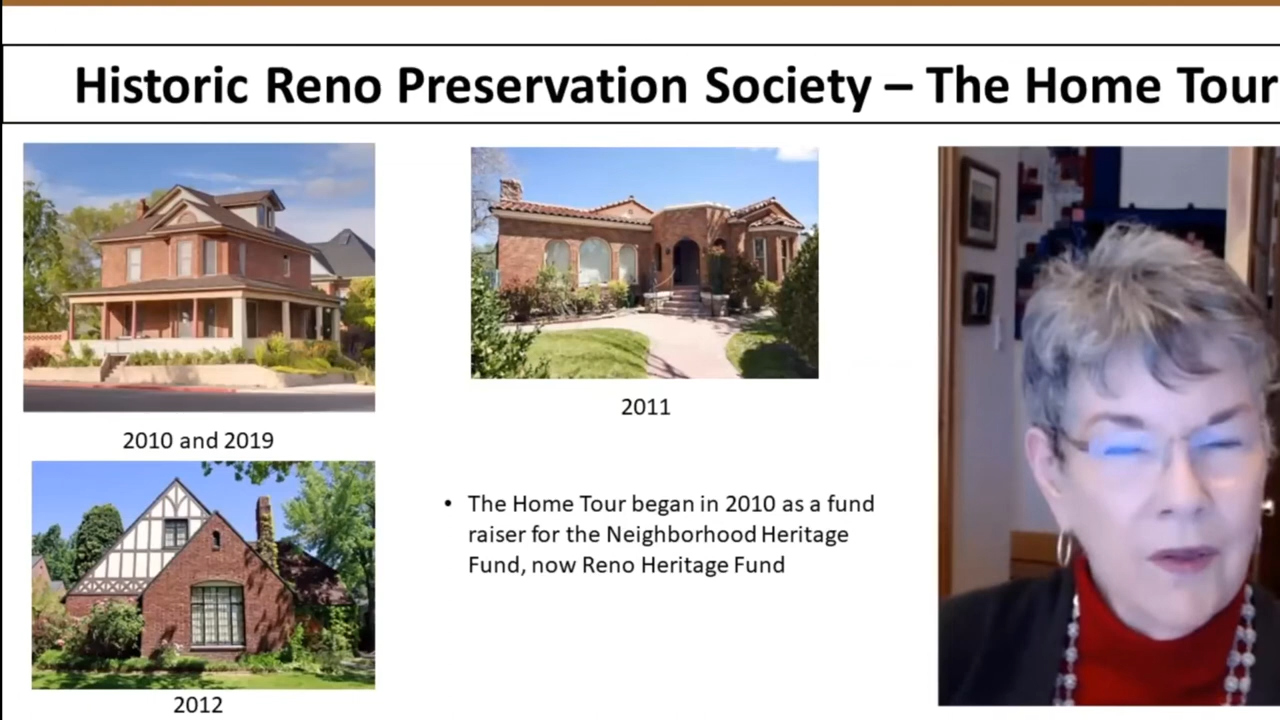 Historic Reno Preservation Society – The Home Tour
2010 and 2019
2011
2012
• The Home Tour began in 2010 as a fund
raiser for the Neighborhood Heritage
Fund, now Reno Heritage Fund